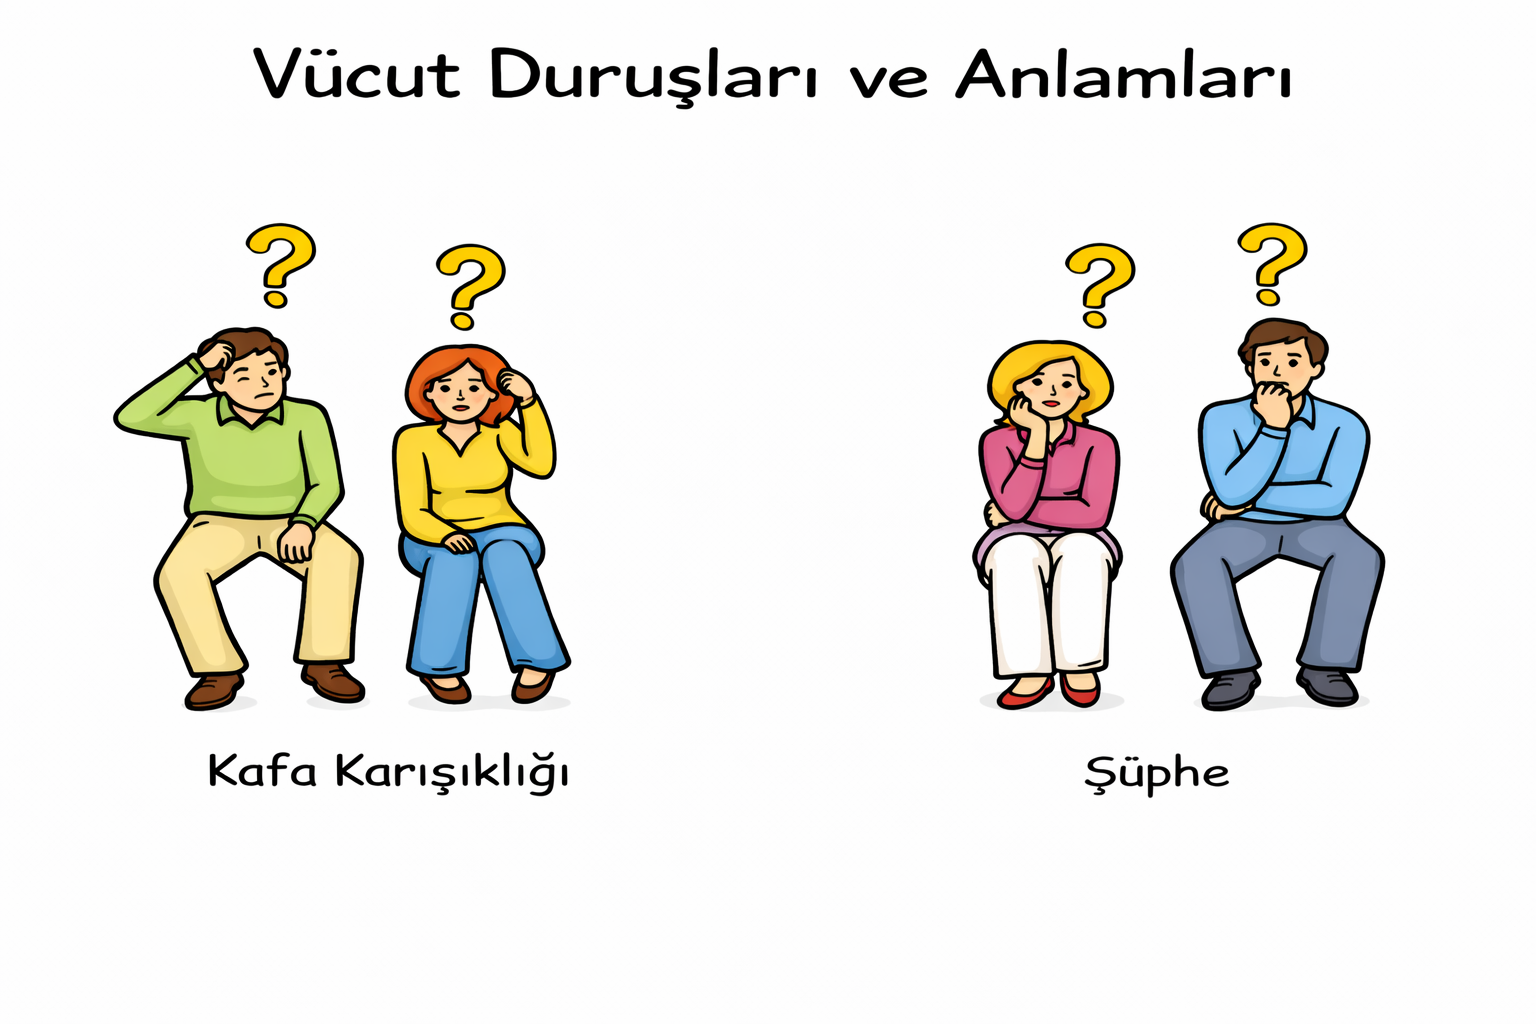 Vücut Duruşları ve Anlamları
? ? ? ?
Kafa Karışıklığı
Şüphe